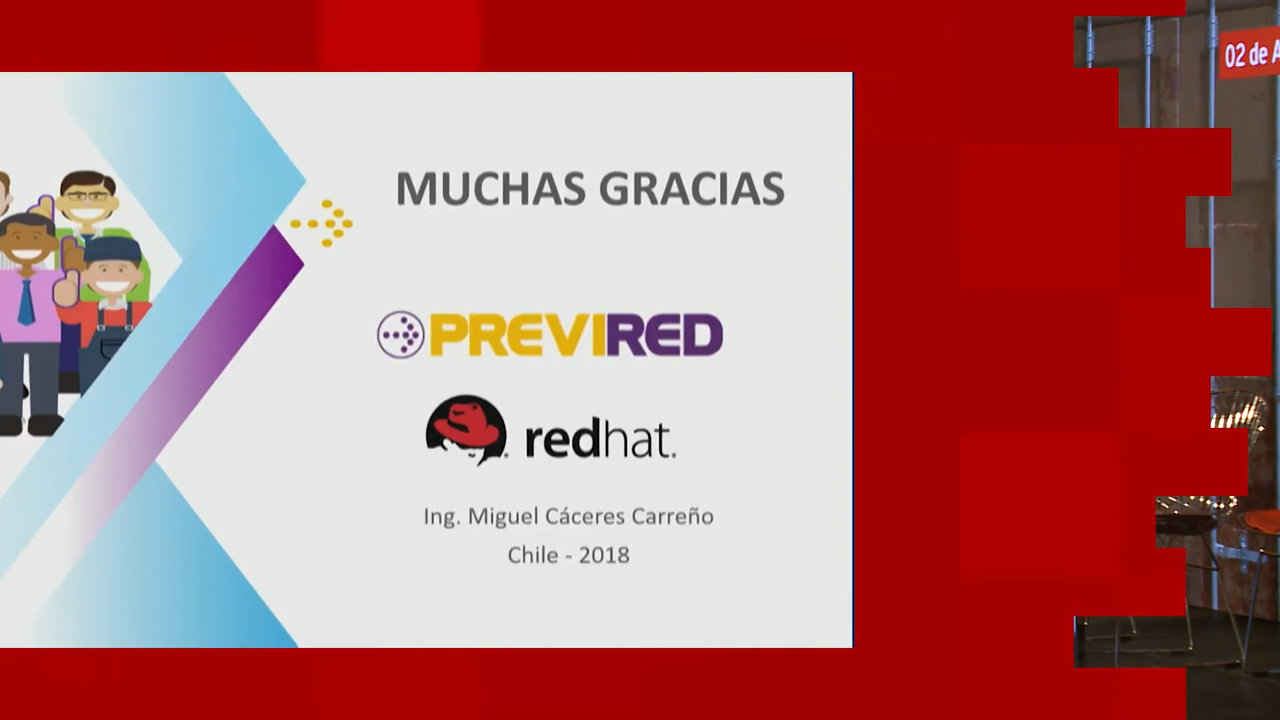 02 de A
MUCHAS GRACIAS
PREVIRED
redhat.
Ing. Miguel Cáceres Carreño
Chile - 2018